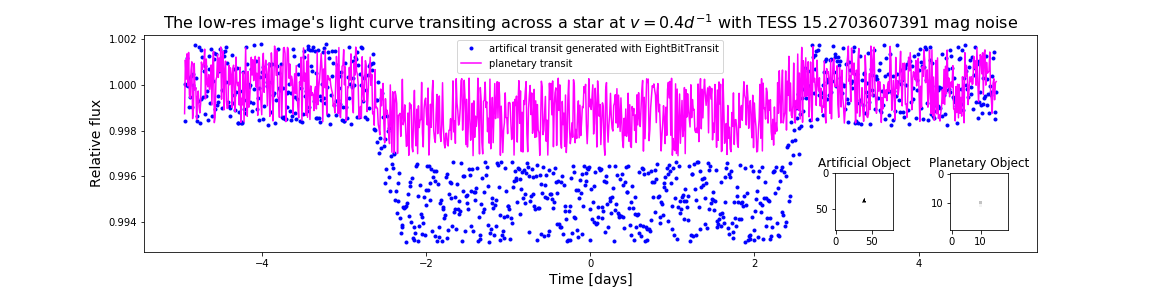 The low-res image's light curve transiting across a star at v = 0.4d⁻¹ with TESS 15.2703607391 mag noise
artifical transit generated with EightBitTransit
planetary transit
Relative flux
1.002
1.000
0.998
0.996
0.994
Artificial Object
0
50
0 50
Planetary Object
0
10
0 10
−4 −2 0 2 4
Time [days]